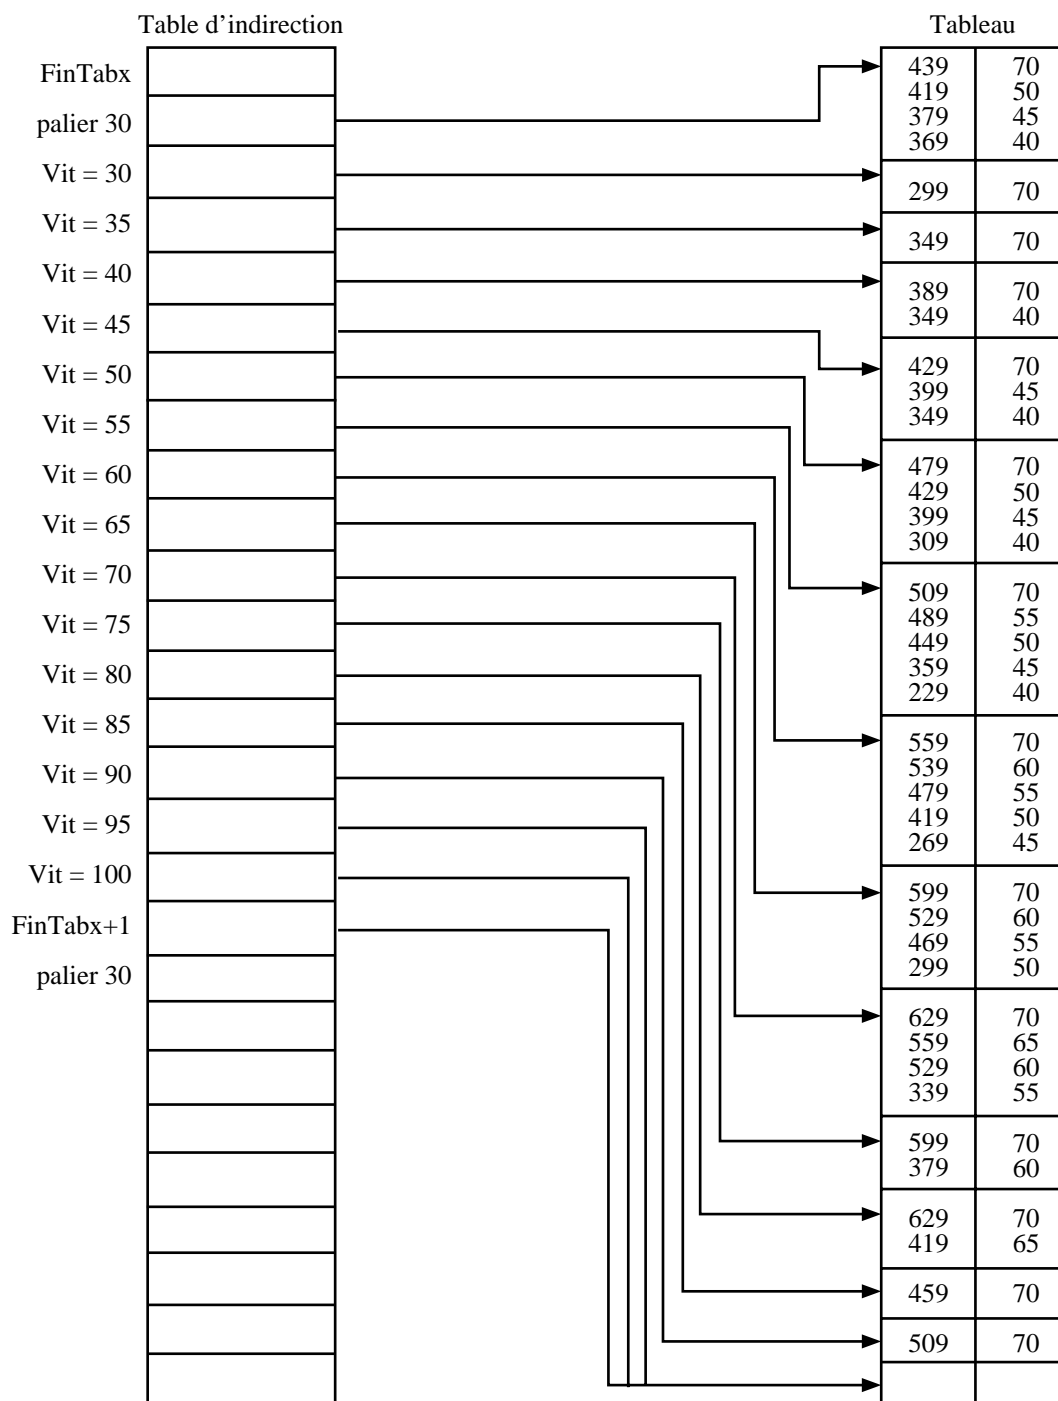 Table d’indirection
Tableau
FinTabx
palier 30
Vit = 30
Vit = 35
Vit = 40
Vit = 45
Vit = 50
Vit = 55
Vit = 60
Vit = 65
Vit = 70
Vit = 75
Vit = 80
Vit = 85
Vit = 90
Vit = 95
Vit = 100
FinTabx+1
palier 30
439 70
419 50
379 45
369 40
299 70
349 70
389 70
349 40
429 70
399 45
349 40
479 70
429 50
399 45
309 40
509 70
489 55
449 50
359 45
229 40
559 70
539 60
479 55
419 50
269 45
599 70
529 60
469 55
299 50
629 70
559 65
529 60
339 55
599 70
379 60
629 70
419 65
459 70
509 70